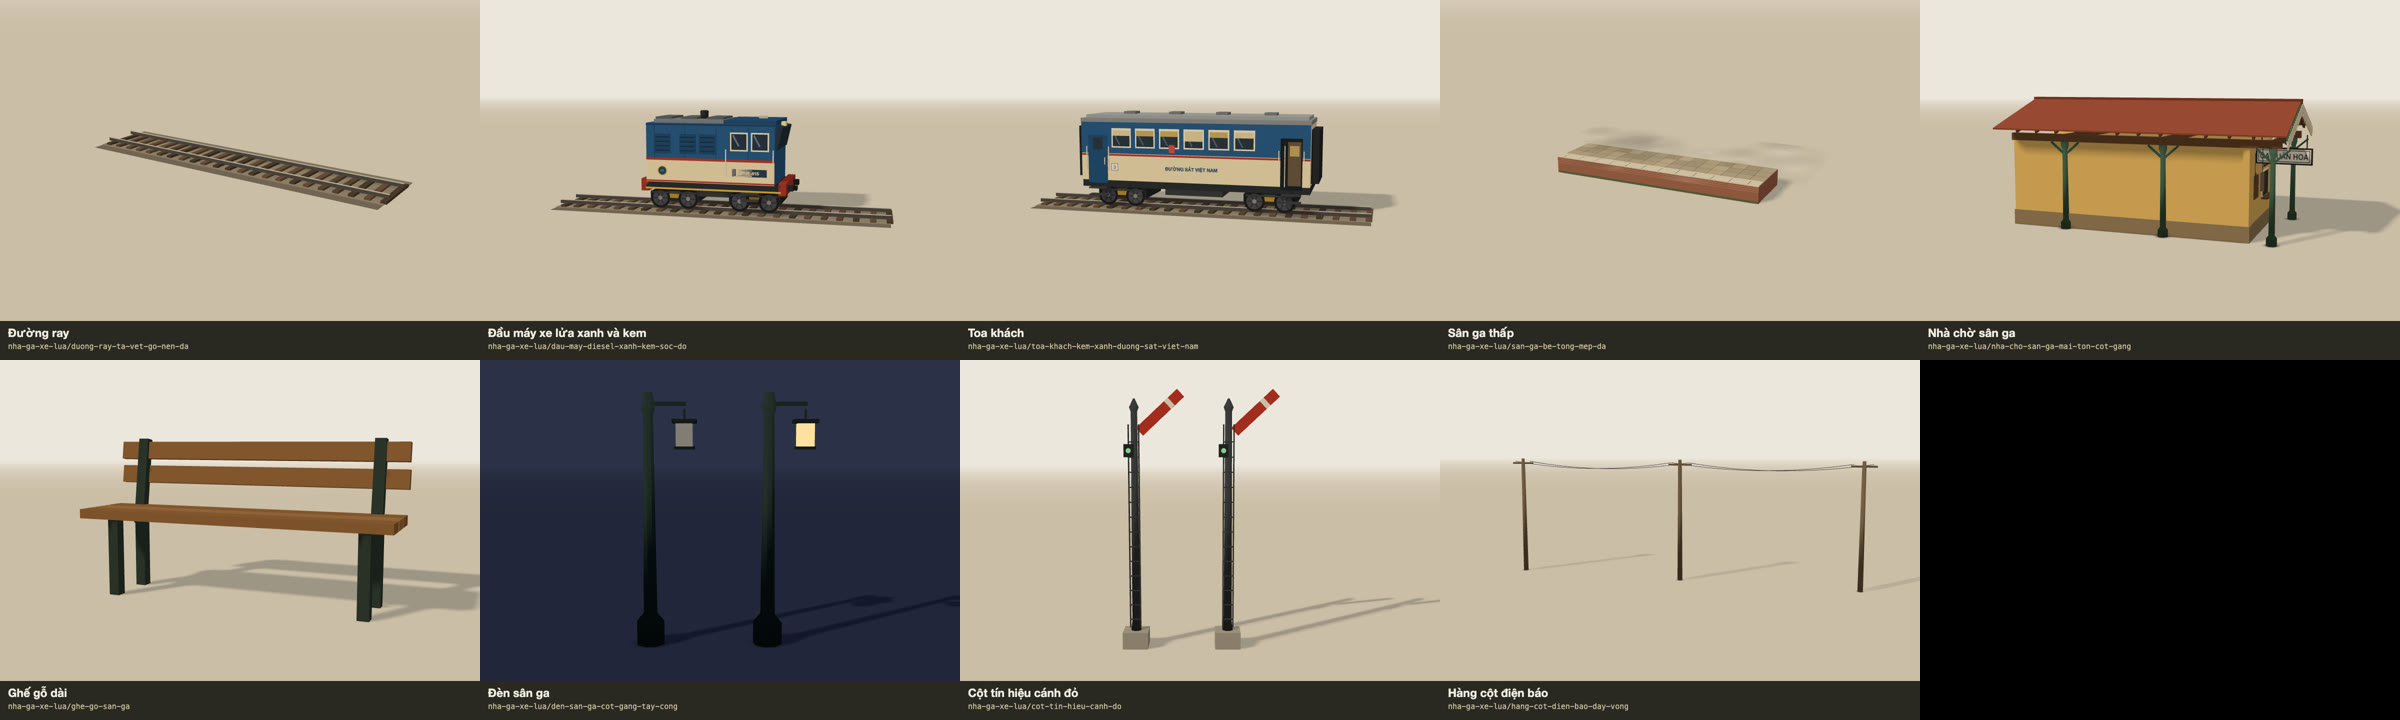 ĐƯỜNG SẮT VIỆT NAM
Đường ray
nha-ga-xe-lua/duong-ray-ta-vet-go-nen-da
Đầu máy xe lửa xanh và kem
nha-ga-xe-lua/dau-may-diesel-xanh-kem-soc-do
Toa khách
nha-ga-xe-lua/toa-khach-kem-xanh-duong-sat-viet-nam
Sân ga thấp
nha-ga-xe-lua/san-ga-be-tong-mep-da
Nhà chờ sân ga
nha-ga-xe-lua/nha-cho-san-ga-mai-ton-cot-gang
Ghế gỗ dài
nha-ga-xe-lua/ghe-go-san-ga
Đèn sân ga
nha-ga-xe-lua/den-san-ga-cot-gang-tay-cong
Cột tín hiệu cánh đỏ
nha-ga-xe-lua/cot-tin-hieu-canh-do
Hàng cột điện báo
nha-ga-xe-lua/hang-cot-dien-bao-day-vong